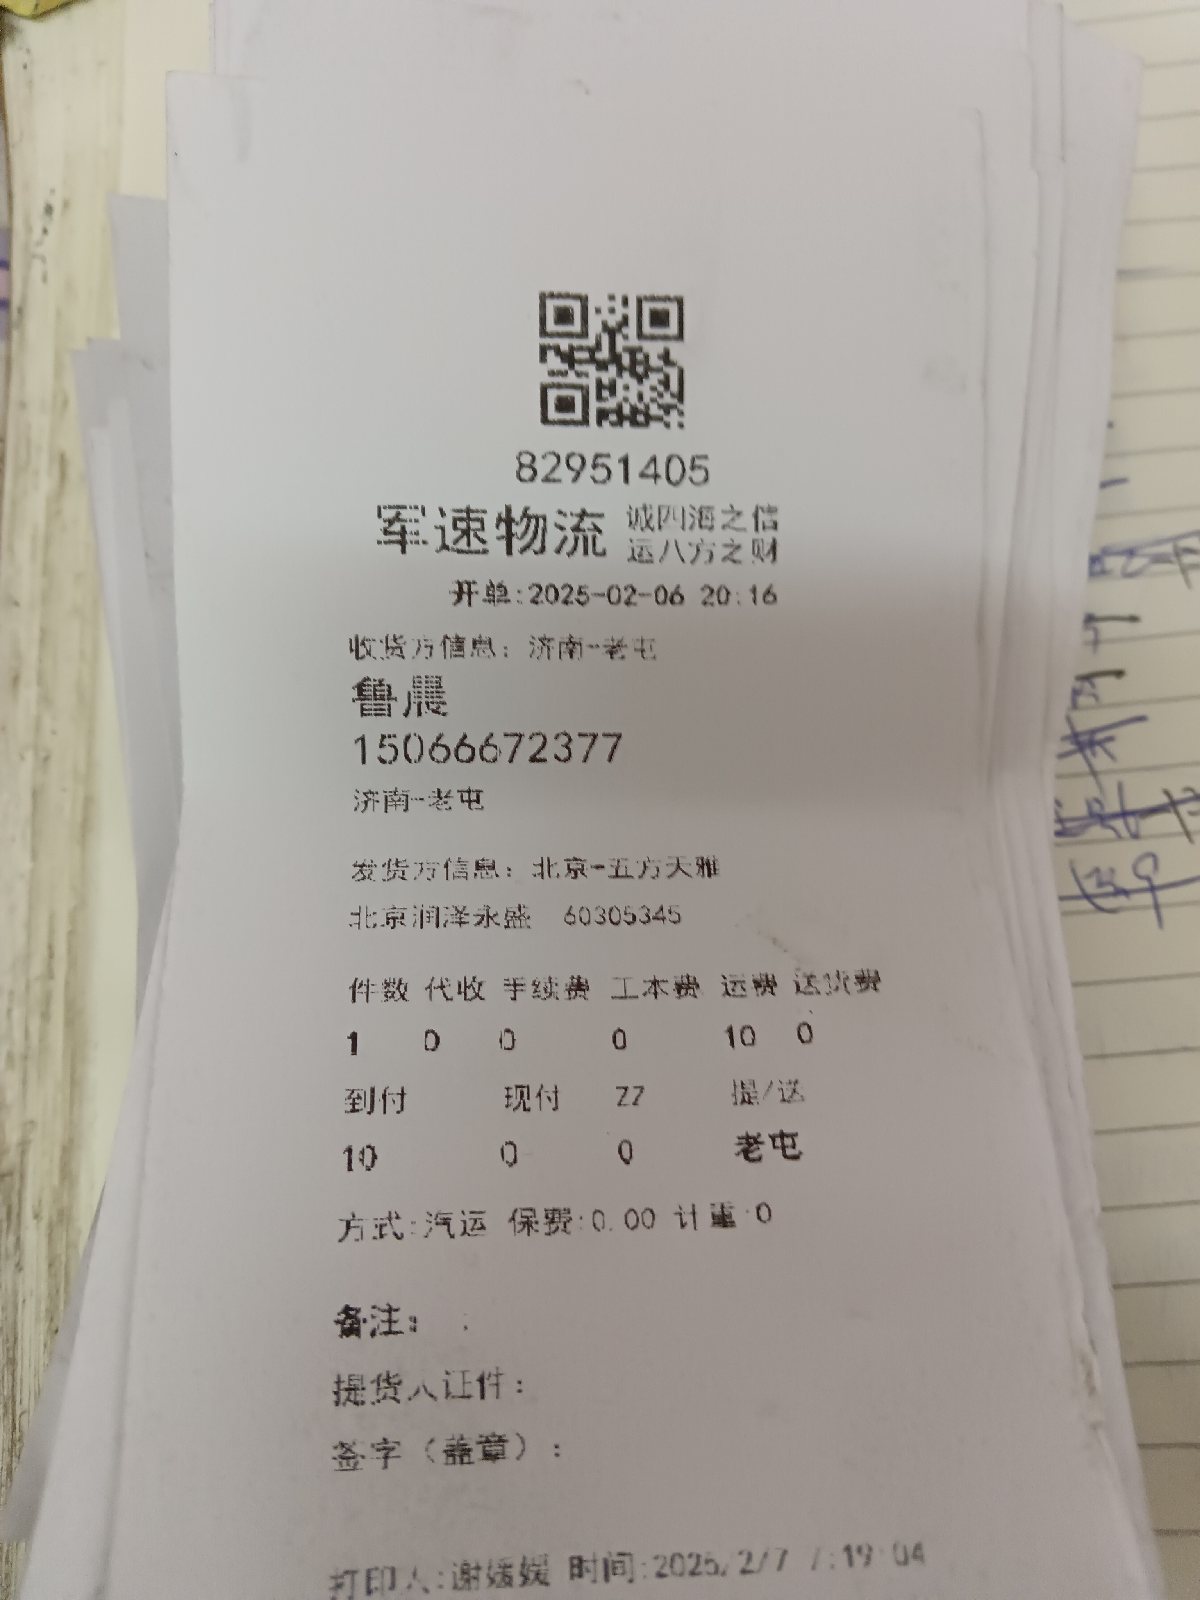 82951405
军速物流 诚四海之信
运八方之财
开单:2025-02-06 20:16
收货方信息：济南-老屯
鲁晨
15066672377
济南-老屯
发货方信息：北京-五方天雅
北京润泽永盛 60305345
件数 代收 手续费 工本费 运费 送货费
1 0 0 0 10 0
到付 现付 ZZ 提/送
10 0 0 老屯
方式:汽运 保费:0.00 计重:0
备注：.
提货人证件：
签字（盖章）：
打印人:谢媛媛 时间:2025/2/7 7:19:04